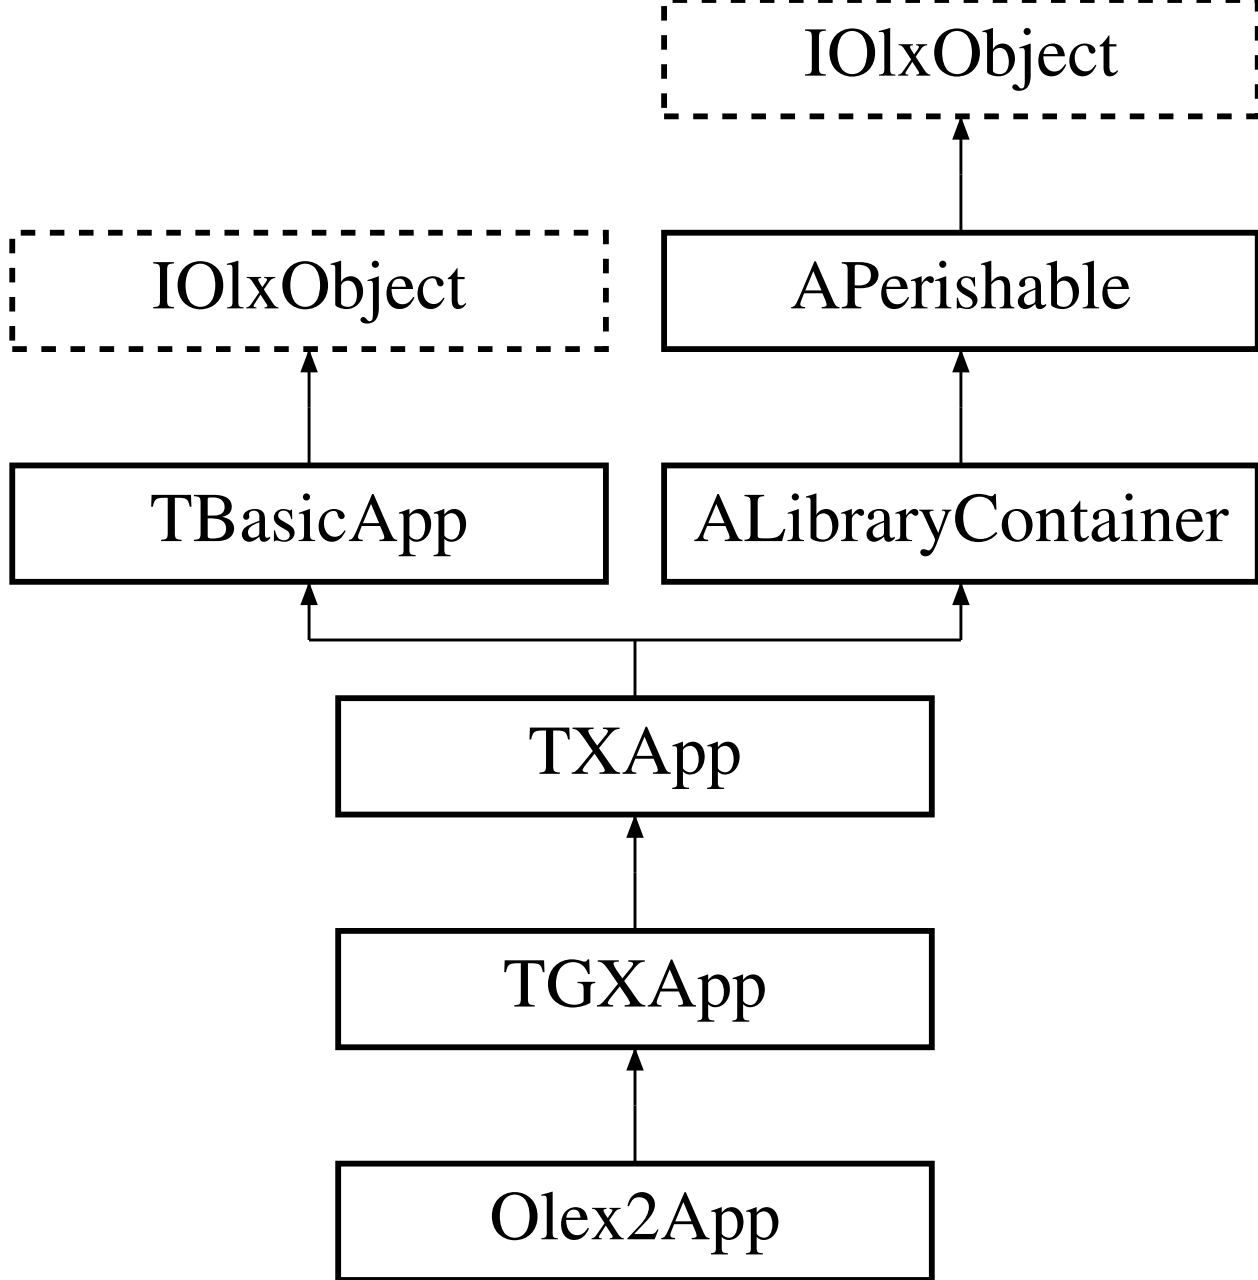 IOlxObject
IOlxObject
APerishable
TBasicApp
ALibraryContainer
TXApp
TGXApp
Olex2App